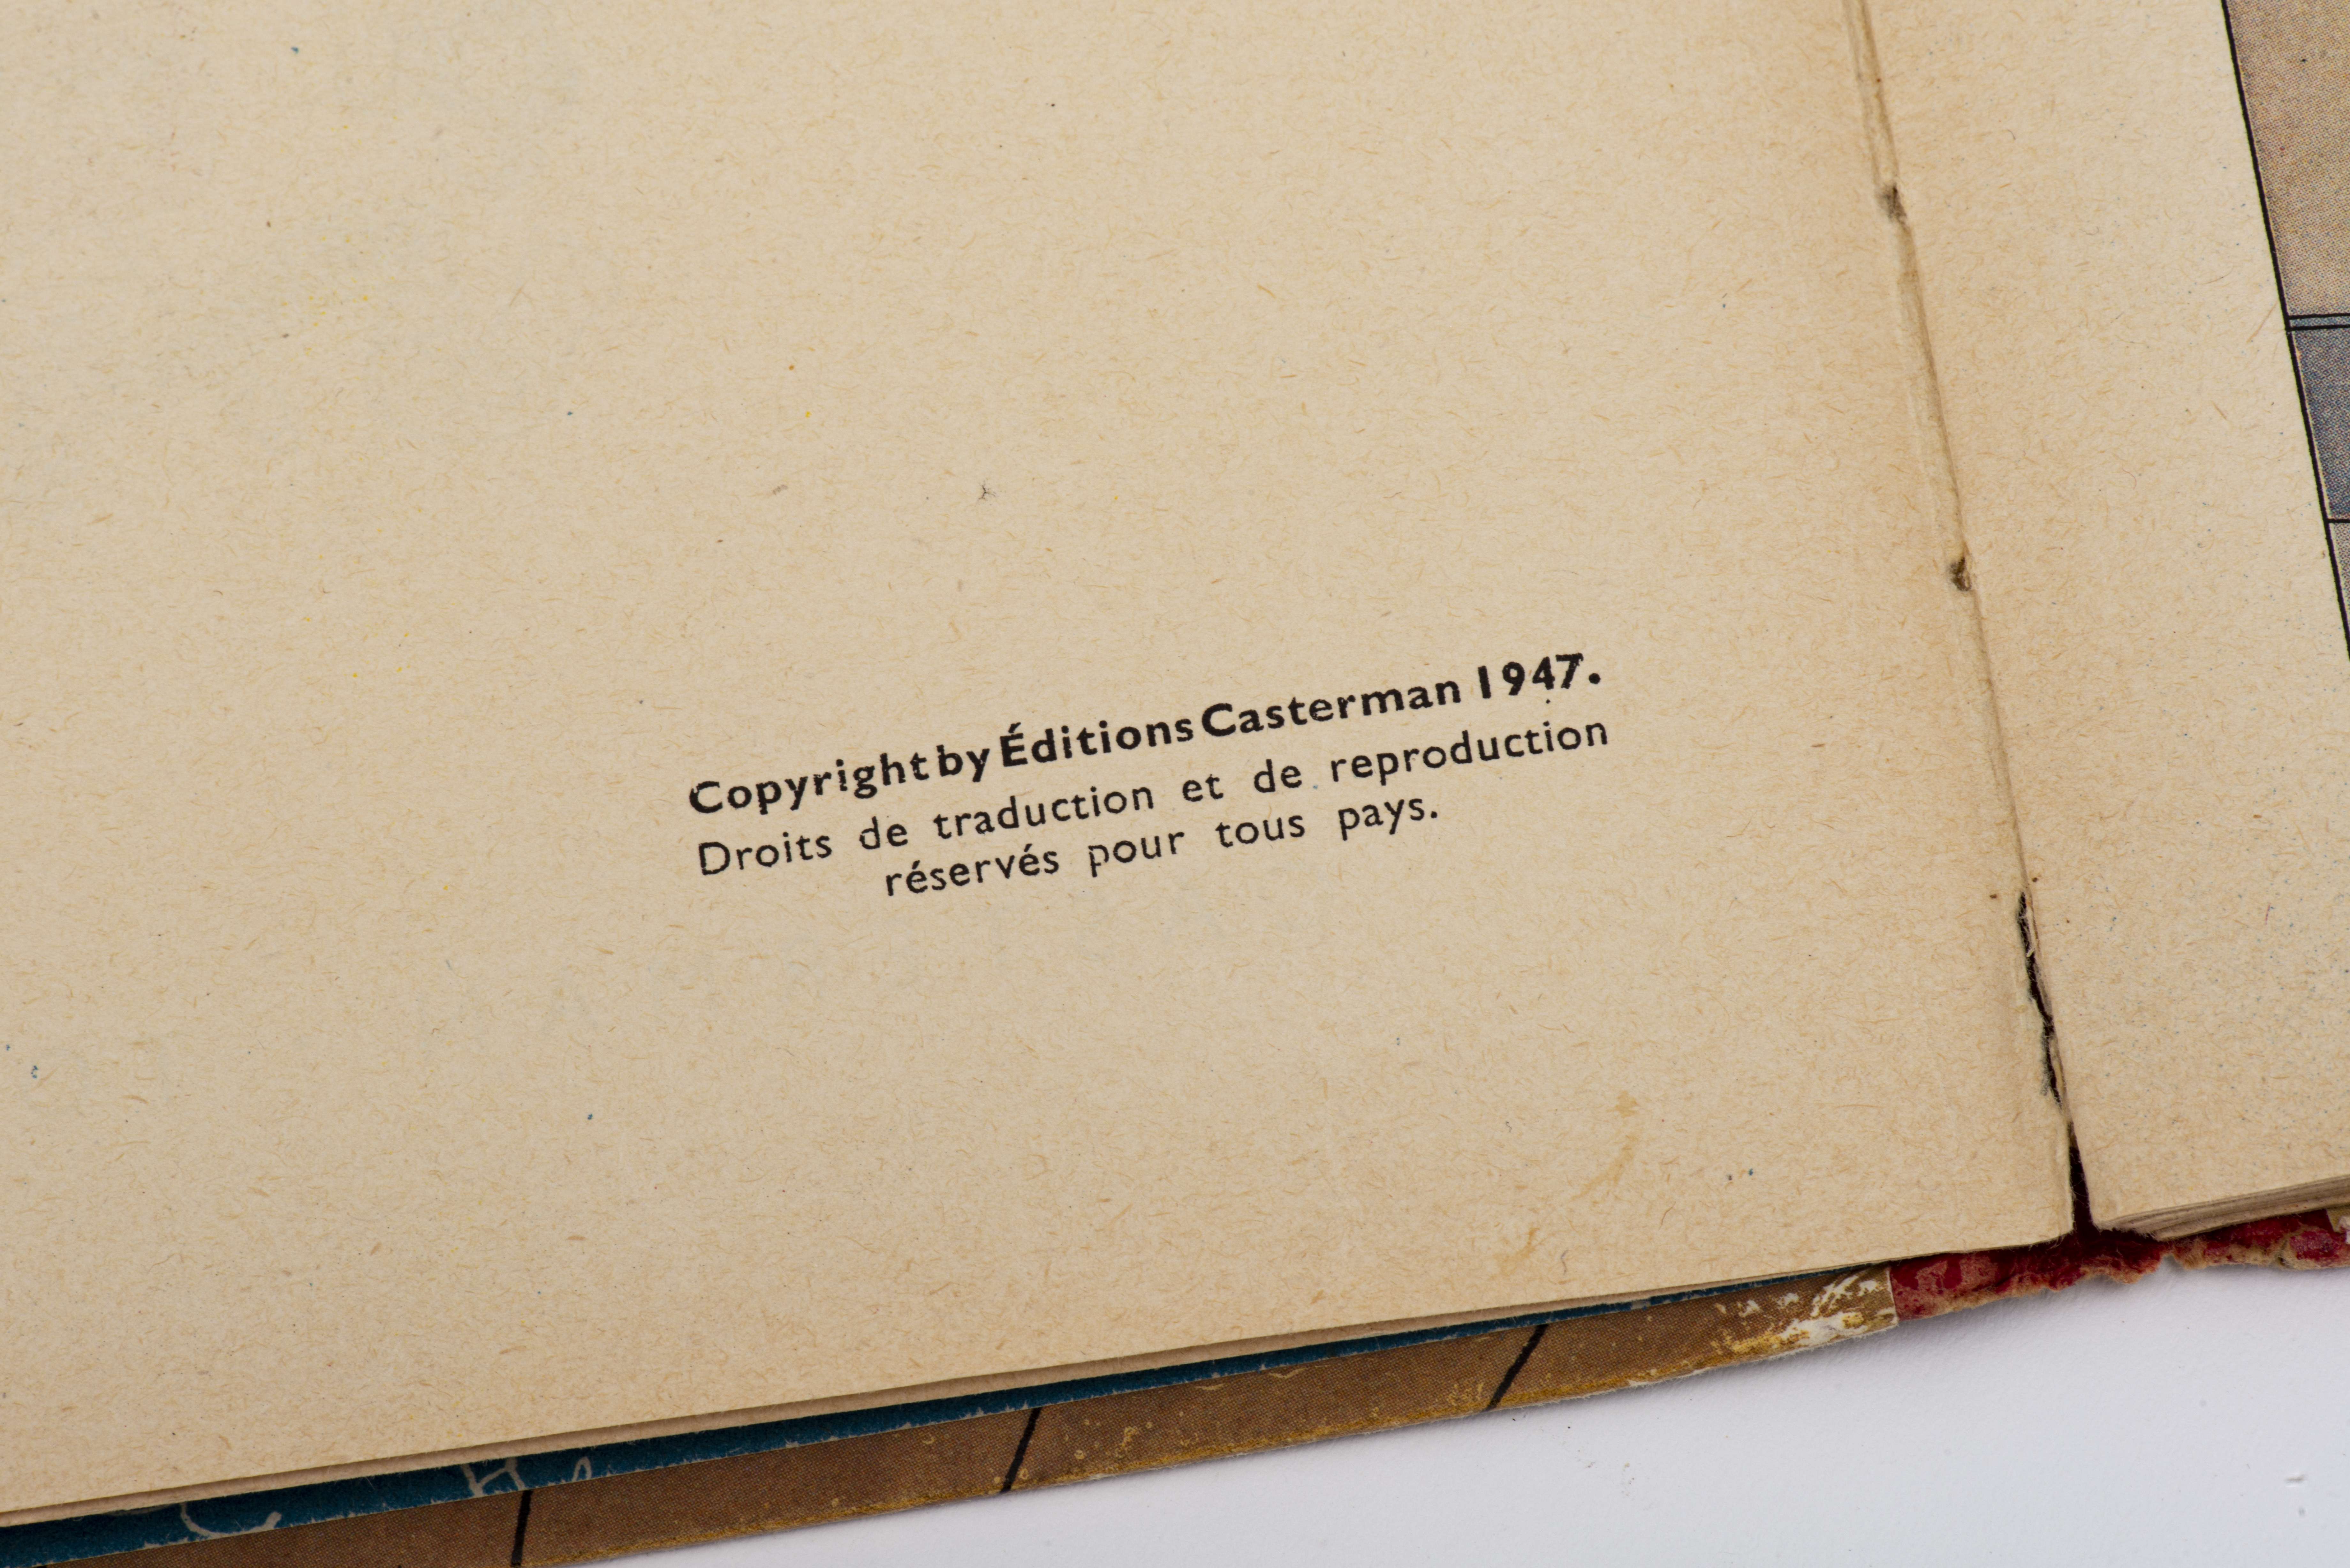 Copyright by Éditions Casterman 1947.
Droits de traduction et de reproduction
réservés pour tous pays.